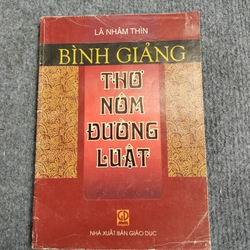 LÃ NHÂM THÌN
BÌNH GIẢNG
THƠ
NÔM
ĐƯỜNG
LUẬT
NHÀ XUẤT BẢN GIÁO DỤC